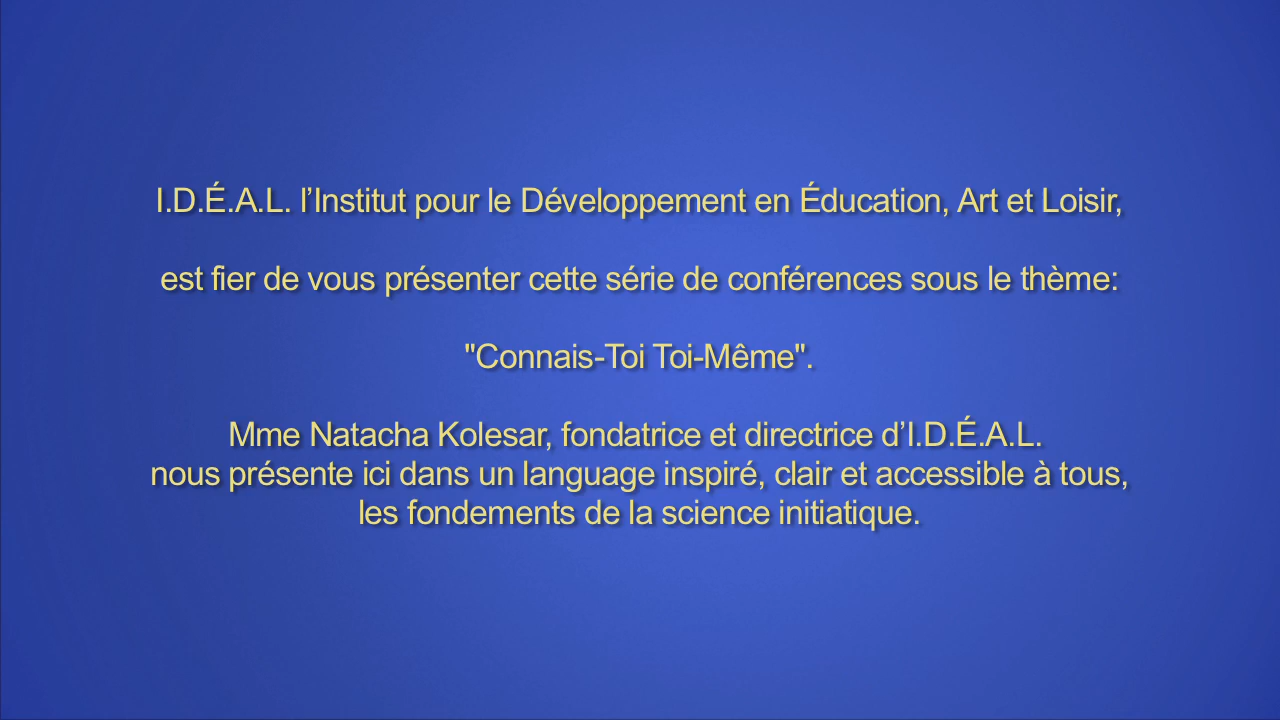 I.D.É.A.L. l’Institut pour le Développement en Éducation, Art et Loisir,
est fier de vous présenter cette série de conférences sous le thème:
"Connais-Toi Toi-Même".
Mme Natacha Kolesar, fondatrice et directrice d’I.D.É.A.L.
nous présente ici dans un language inspiré, clair et accessible à tous,
les fondements de la science initiatique.